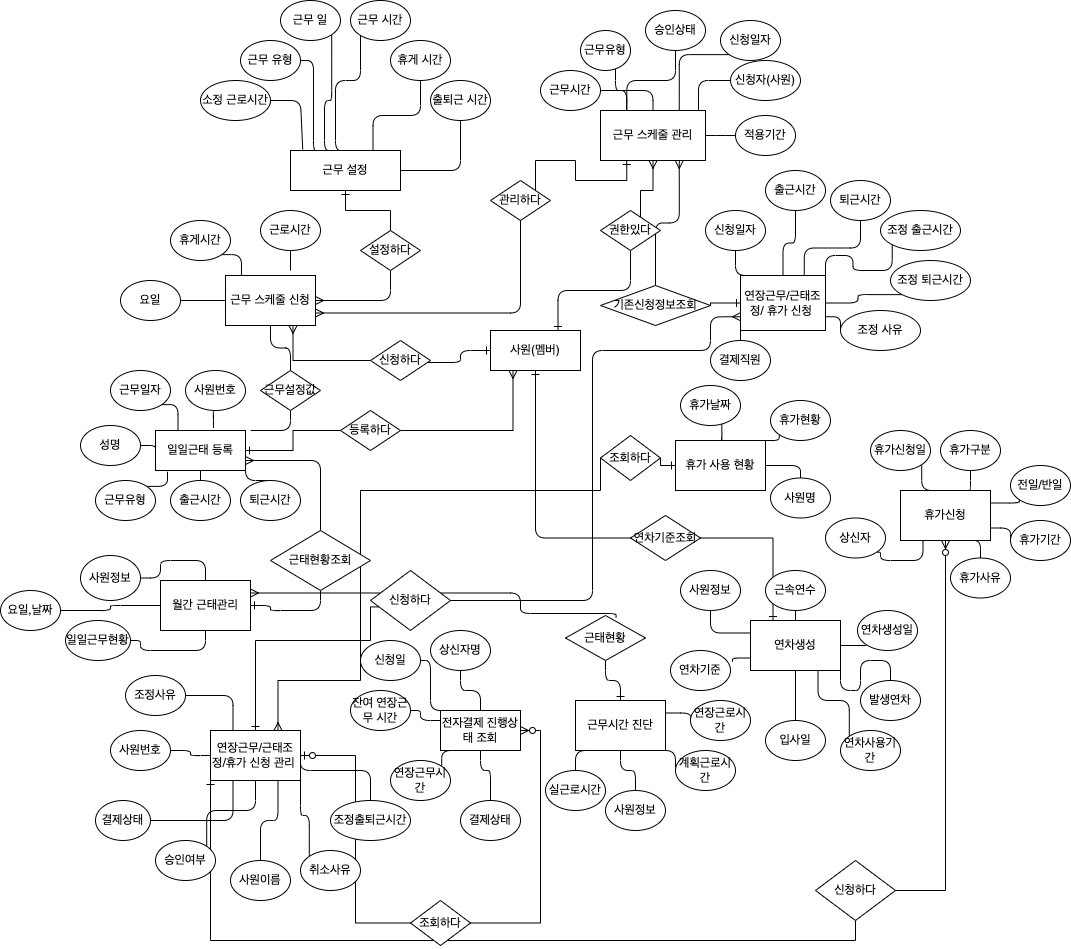 근무 일
근무 시간
근무 유형
휴게 시간
소정 근로시간
출퇴근 시간
근무 설정
근무유형
승인상태
신청일자
근무시간
신청자(사원)
근무 스케줄 관리
적용기간
관리하다
설정하다
권한있다
기존신청정보조회
휴게시간
근로시간
요일
근무 스케줄 신청
신청일자
출근시간
퇴근시간
조정 출근시간
조정 퇴근시간
조정 사유
연장근무/근태조
정/ 휴가 신청
결제직원
신청하다
사원(멤버)
근무설정값
등록하다
근무일자
사원번호
성명
일일근태 등록
근무유형
출근시간
퇴근시간
휴가날짜
휴가현황
조회하다
휴가 사용 현황
사원명
휴가신청일
휴가구분
전일/반일
휴가신청
상신자
휴가기간
휴가사유
근태현황조회
연차기준조회
사원정보
요일,날짜
월간 근태관리
일일근무현황
신청하다
근태현황
사원정보
근속연수
연차생성일
연차생성
연차기준
발생연차
입사일
연차사용기
간
신청일
상신자명
잔여 연장근
무 시간
전자결제 진행상
태 조회
연장근무시
간
결제상태
근무시간 진단
연장근로시
간
계획근로시
간
실근로시간
사원정보
조정사유
사원번호
연장근무/근태조
정/휴가 신청 관리
결제상태
승인여부
사원이름
취소사유
조정출퇴근시간
조회하다
신청하다